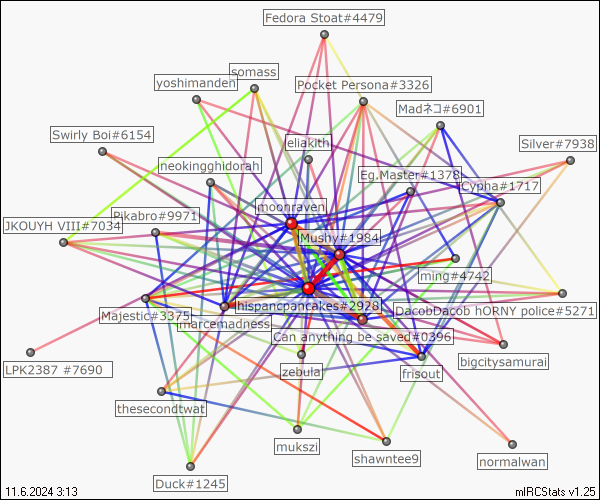 Fedora Stoat#4479
somass
yoshimanden
Pocket Persona#3326
Madネコ#6901
Swirly Boi#6154
eliakith
Silver#7938
neokingghidorah
Eg.Master#1378
Cypha#1717
moonraven
Pikabro#9971
JKOUYH VIII#7034
Mushy#1984
ming#4742
hispancpancakes#2928
DacobDacob hORNY police#5271
Majestic#3375
marcemadness
Can anything be saved#0396
bigcitysamurai
LPK2387 #7690
zebula
frisout
thesecondtwat
mukszi
shawntee9
normalwan
Duck#1245
11.6.2024 3:13
mIRCStats v1.25